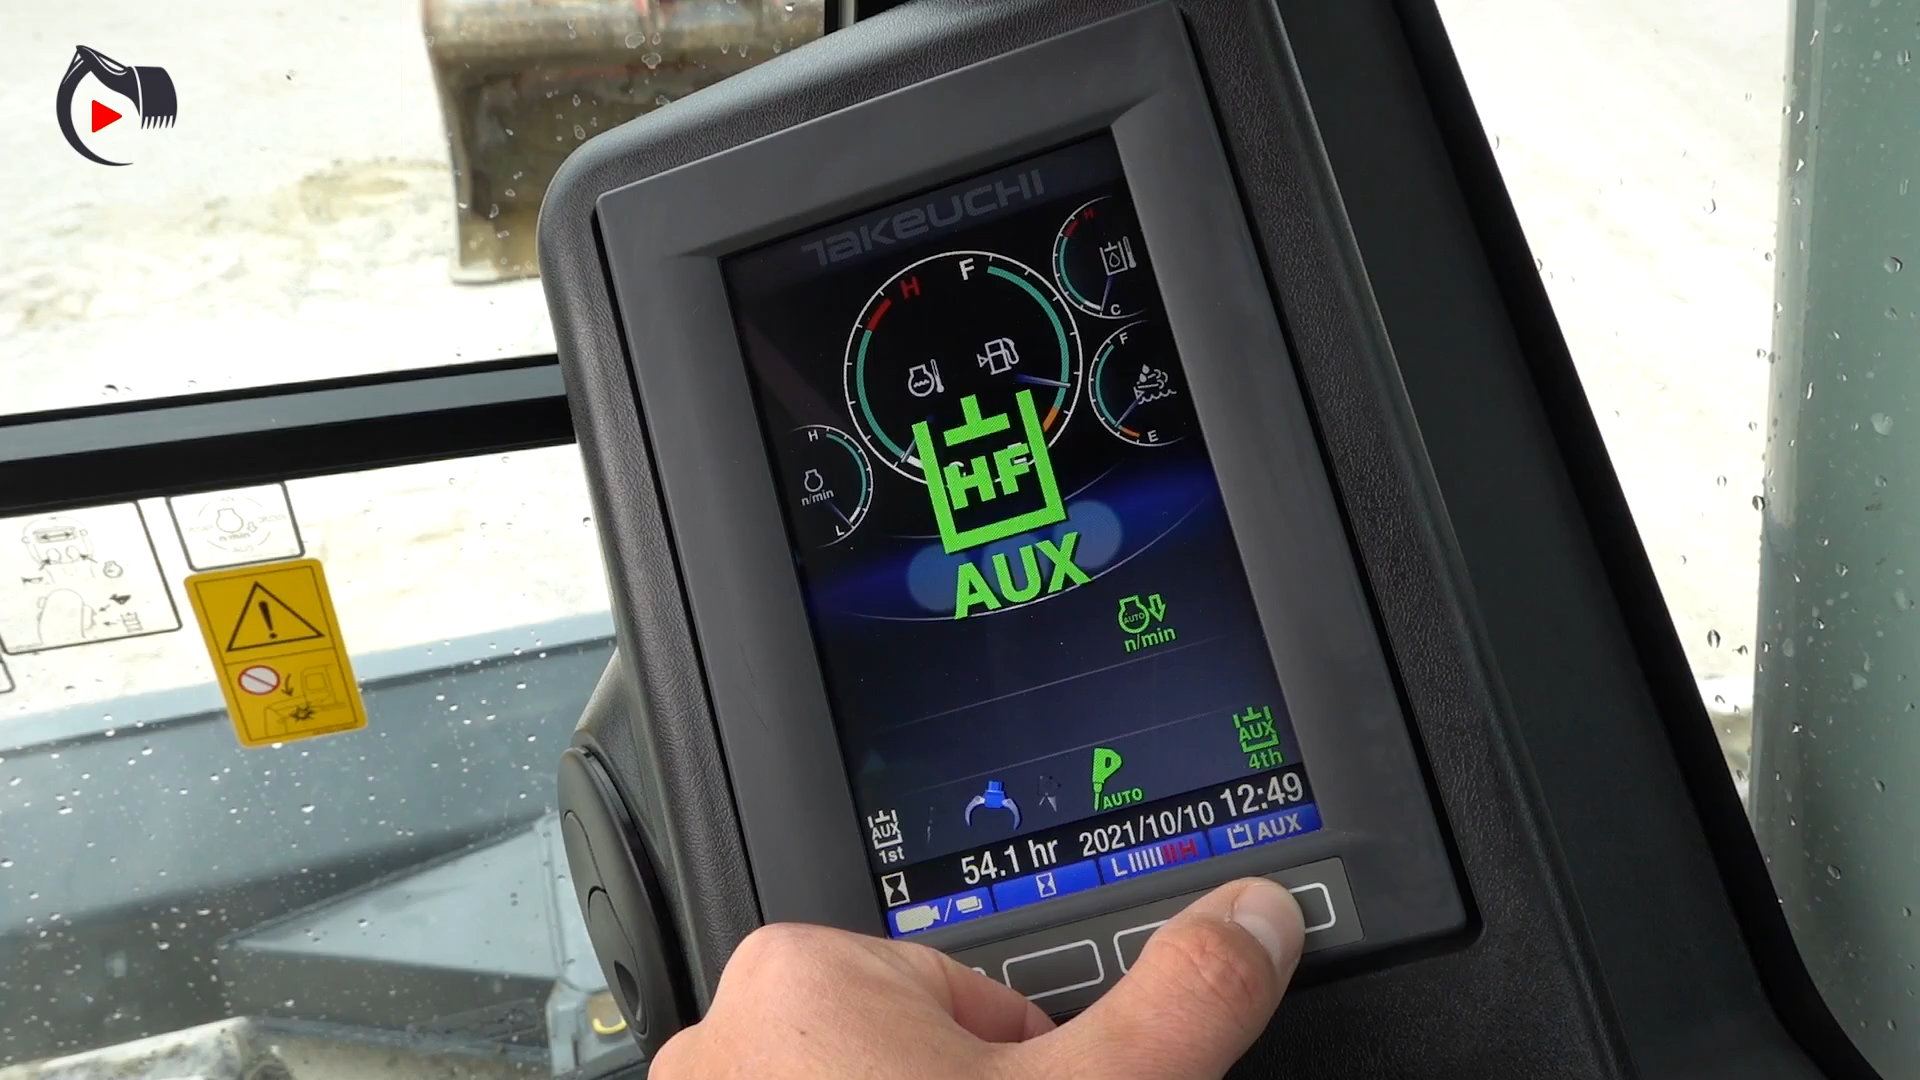 TAKEUCHI
H
F
H
C
F
E
H
n/min
L
HF
AUX
AUTO
n/min
AUX
4th
AUTO
AUX
1st
54.1 hr
2021/10/10 12:49
L H
AUX